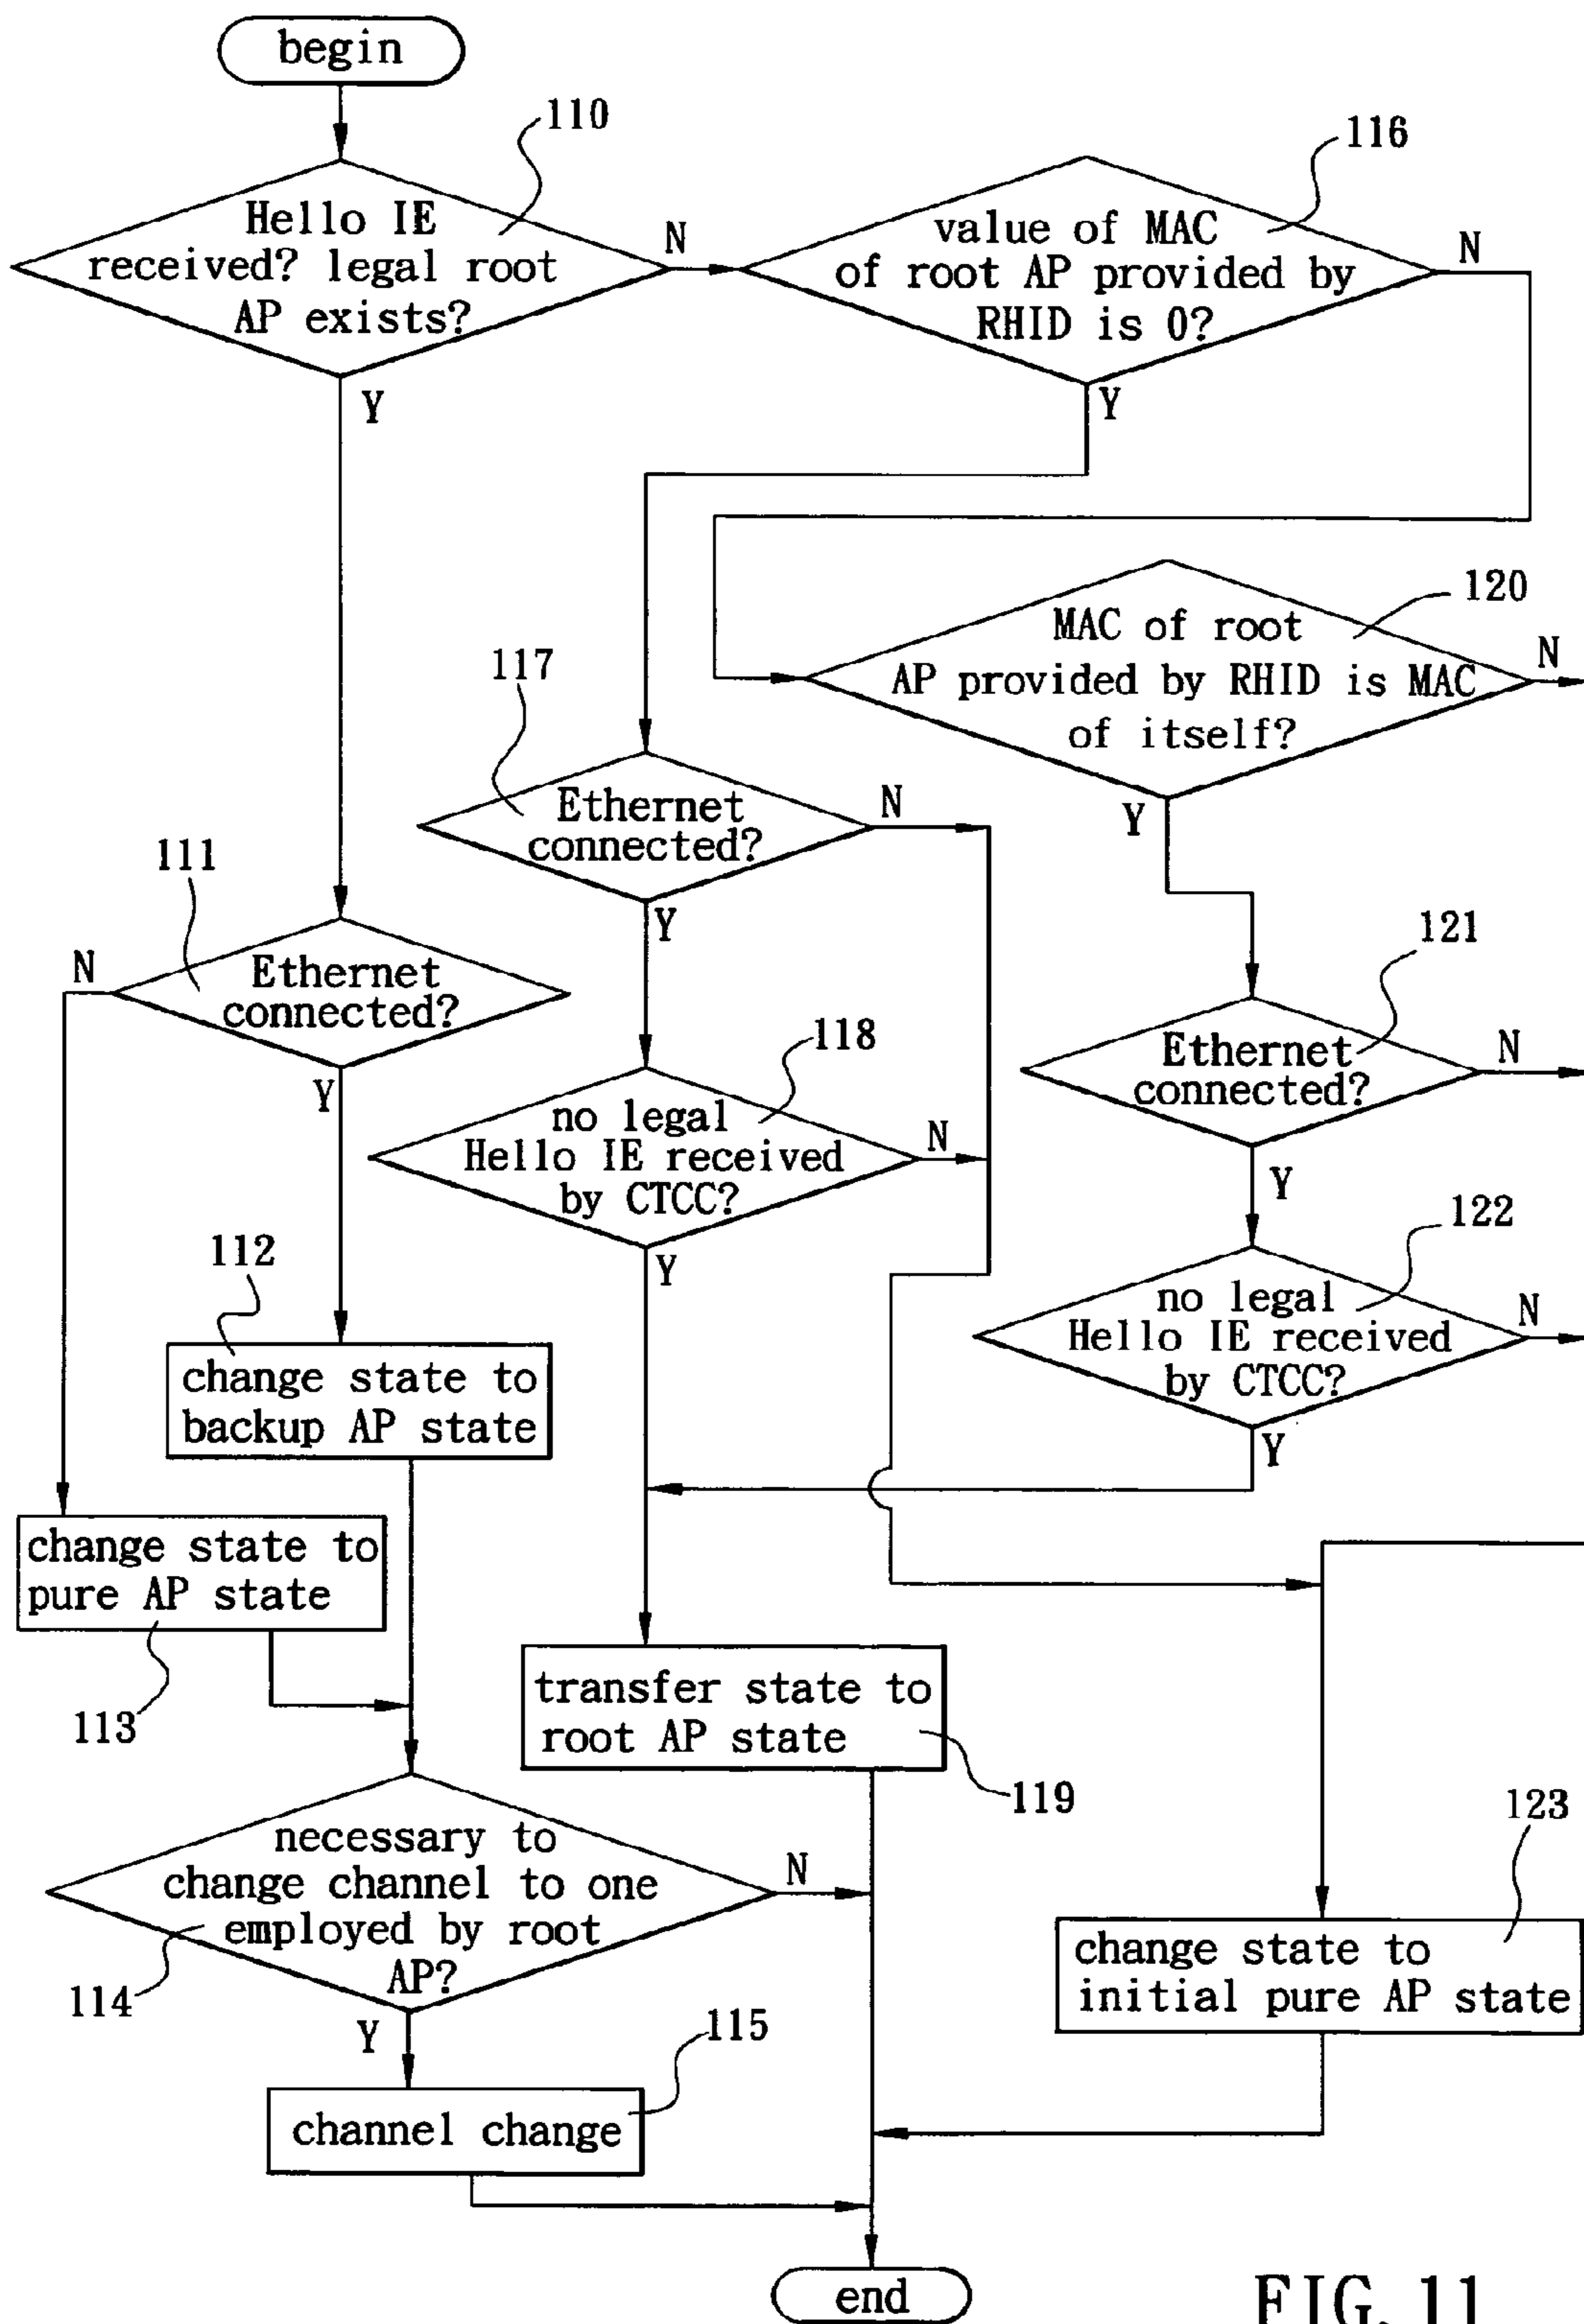 begin
110
Hello IE
received? legal root
AP exists?
N
Y
116
value of MAC
of root AP provided by
RHID is 0?
N
Y
120
MAC of root
AP provided by RHID is MAC
of itself?
N
Y
117
Ethernet
connected?
N
Y
111
Ethernet
connected?
N
Y
121
Ethernet
connected?
N
Y
118
no legal
Hello IE received
by CTCC?
N
Y
122
no legal
Hello IE received
by CTCC?
N
Y
112
change state to
backup AP state
change state to
pure AP state
113
transfer state to
root AP state
119
necessary to
change channel to one
employed by root
AP?
114
N
Y
123
change state to
initial pure AP state
115
channel change
end
FIG. 11